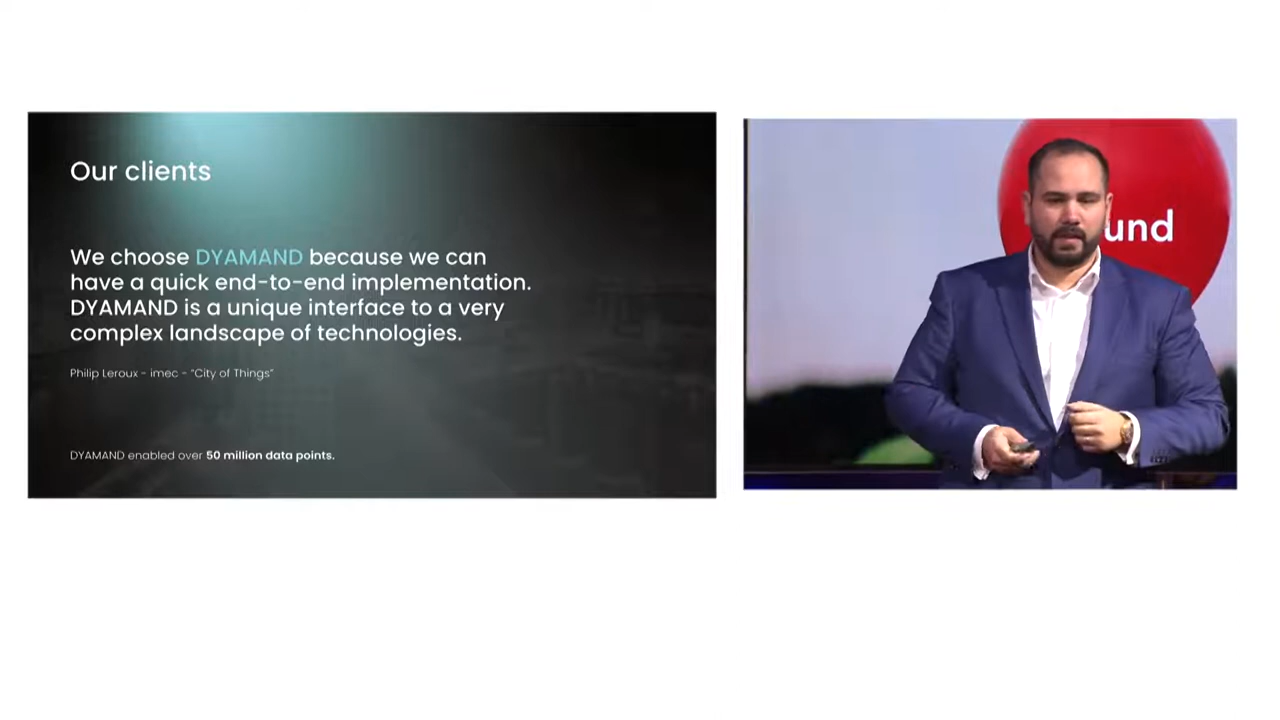 Our clients
We choose DYAMAND because we can
have a quick end-to-end implementation.
DYAMAND is a unique interface to a very
complex landscape of technologies.
Philip Leroux - imec - "City of Things"
DYAMAND enabled over 50 million data points.
und